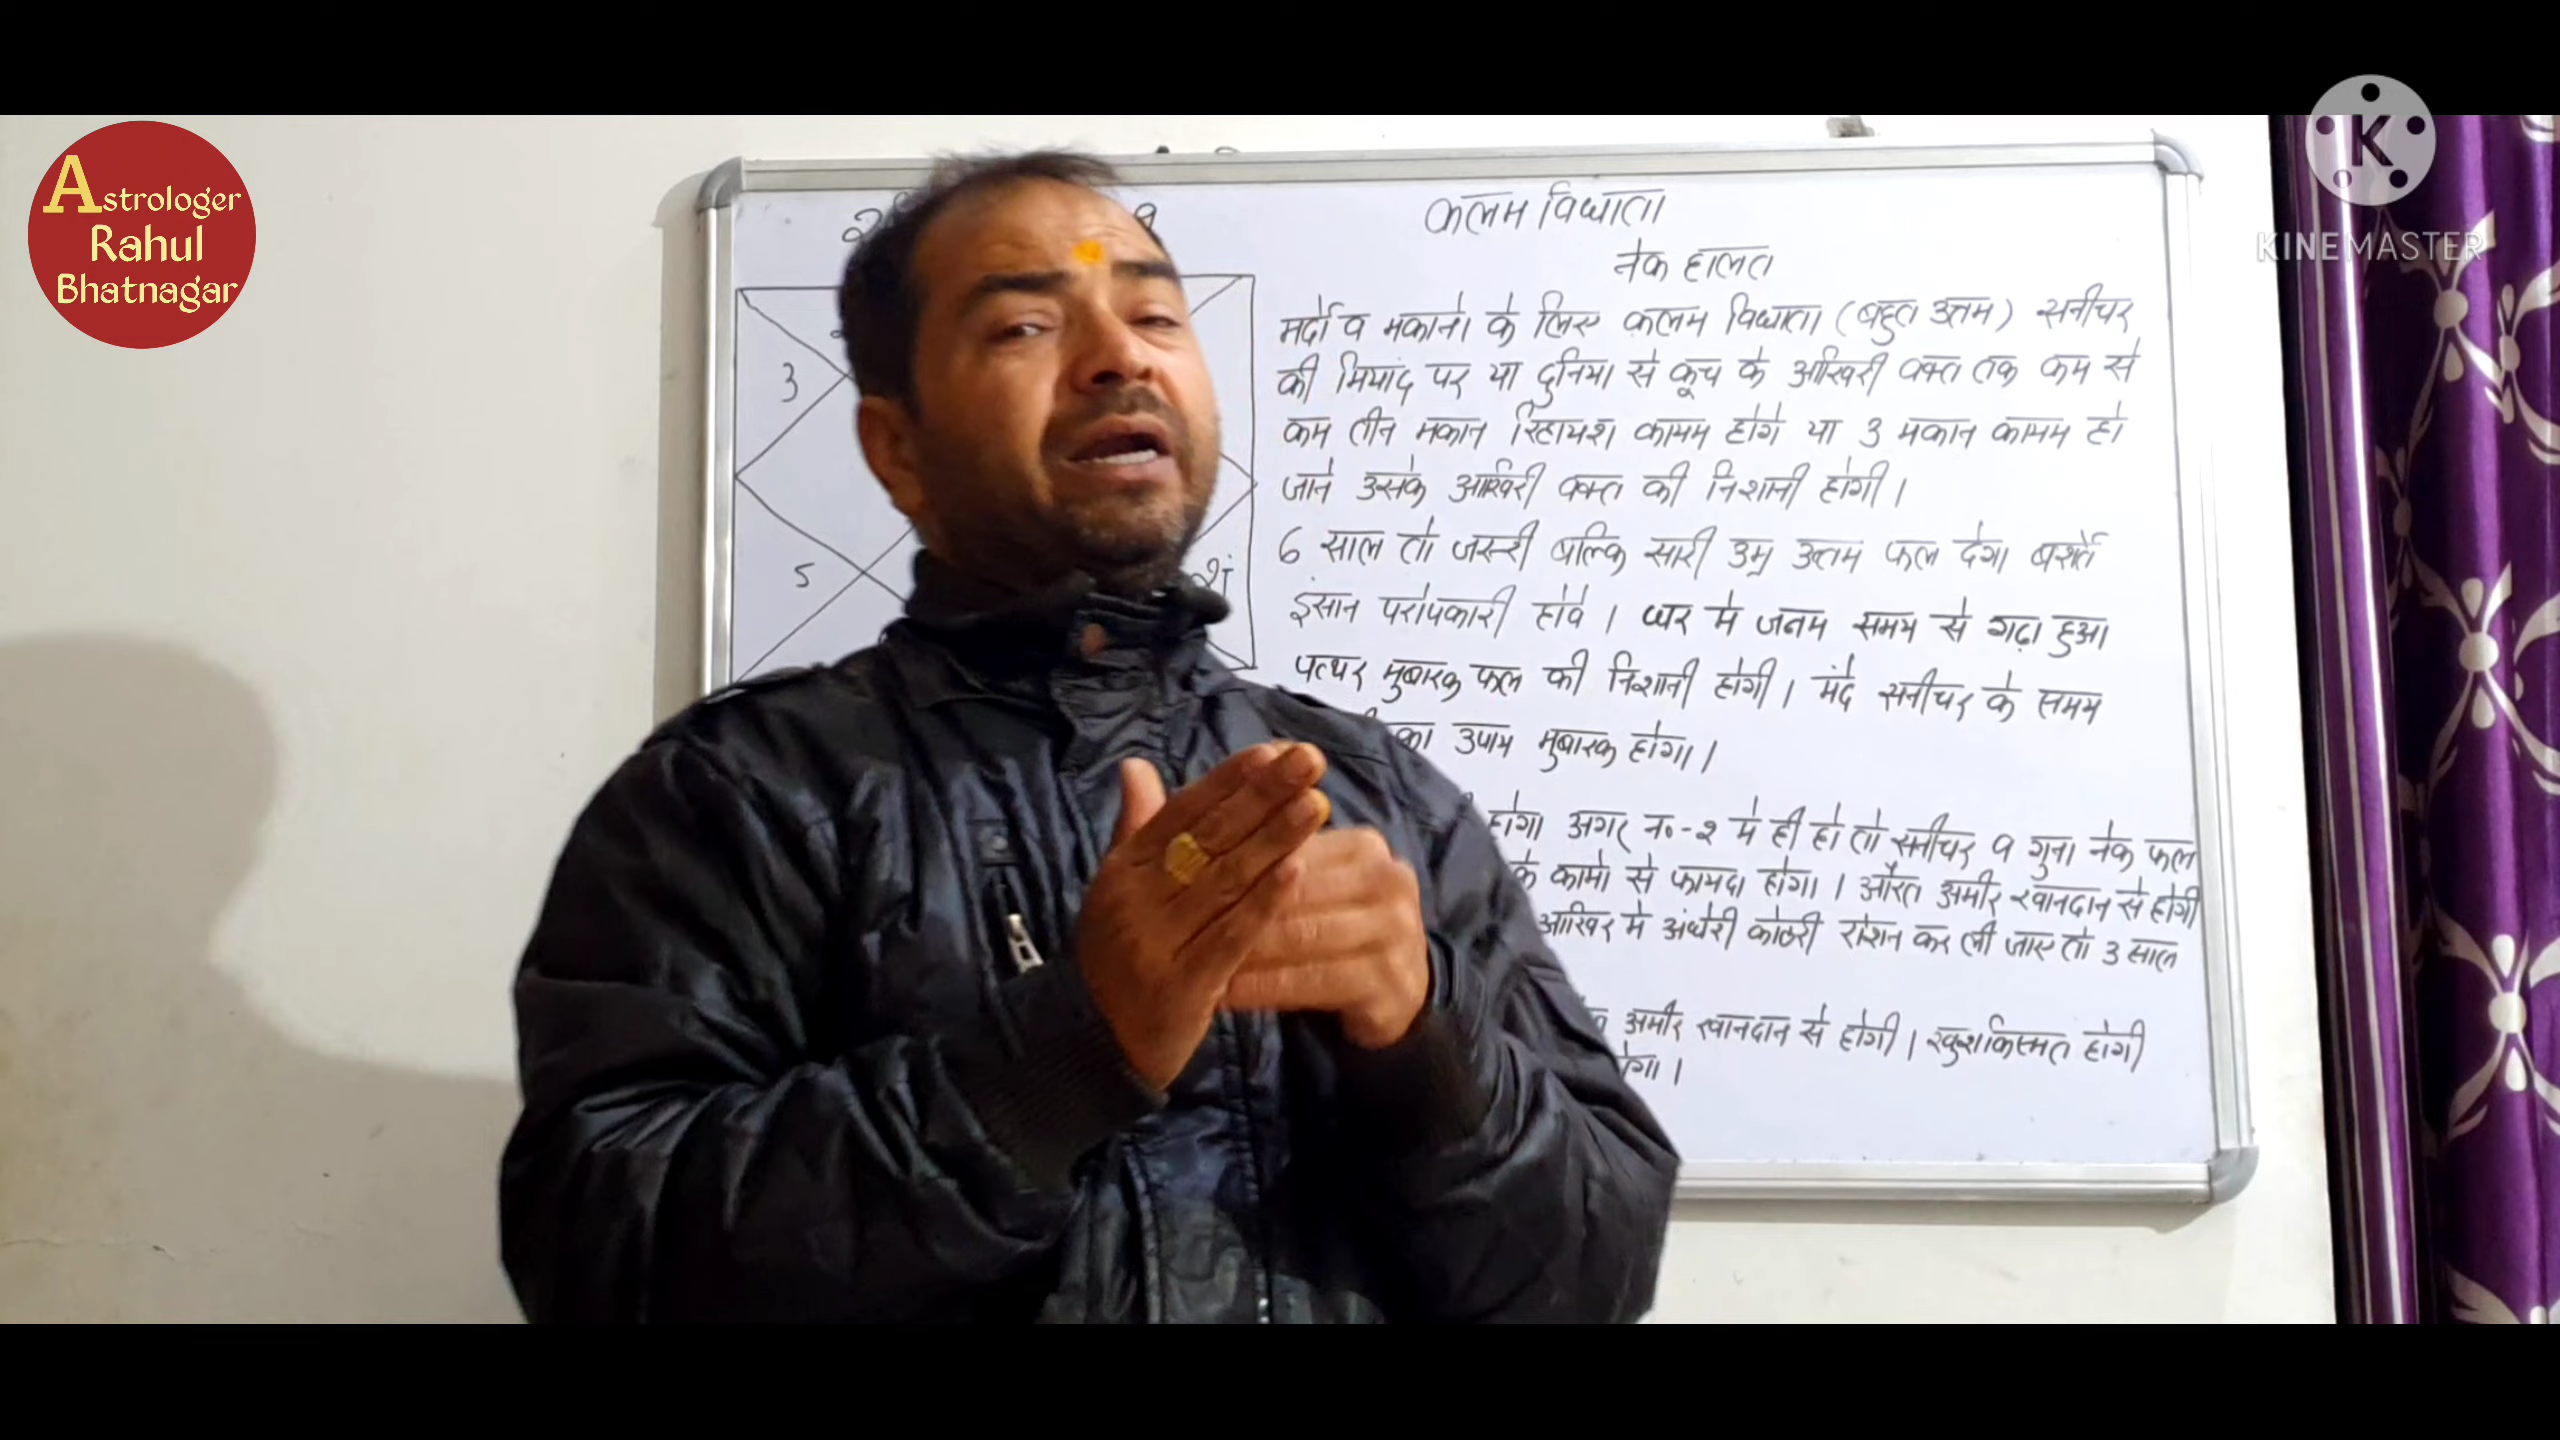 Astrologer
Rahul
Bhatnagar
K
KINEMASTER
कलम विधाता
नेक हालत
मर्दो व मकानो के लिए कलम विधाता (बहुत उत्तम) सनीचर
की मियांद पर या दुनिया से कूच के आखिरी वक्त तक कम से
कम तीन मकान रिहायश कायम होगे या 3 मकान कायम हो
जाने उसके आखिरी वक्त की निशानी होगी।
6 साल तो जरूरी बल्कि सारी उम्र उत्तम फल देगा बशर्ते
इंसान परोपकारी होवे। घर मे जनम समय से गढ़ा हुआ
पत्थर मुबारक फल की निशानी होगी। मंदे सनीचर के समय
का उपाय मुबारक होगा।
होगा अगर न०-२ मे ही हो तो सनीचर ९ गुना नेक फल
के कामो से फायदा होगा। औरत अमीर खानदान से होगी
आखिर मे अंधेरी कोठरी रोशन कर ली जाए तो 3 साल
अमीर खानदान से होगी। खुशकिस्मत होगी
3
5